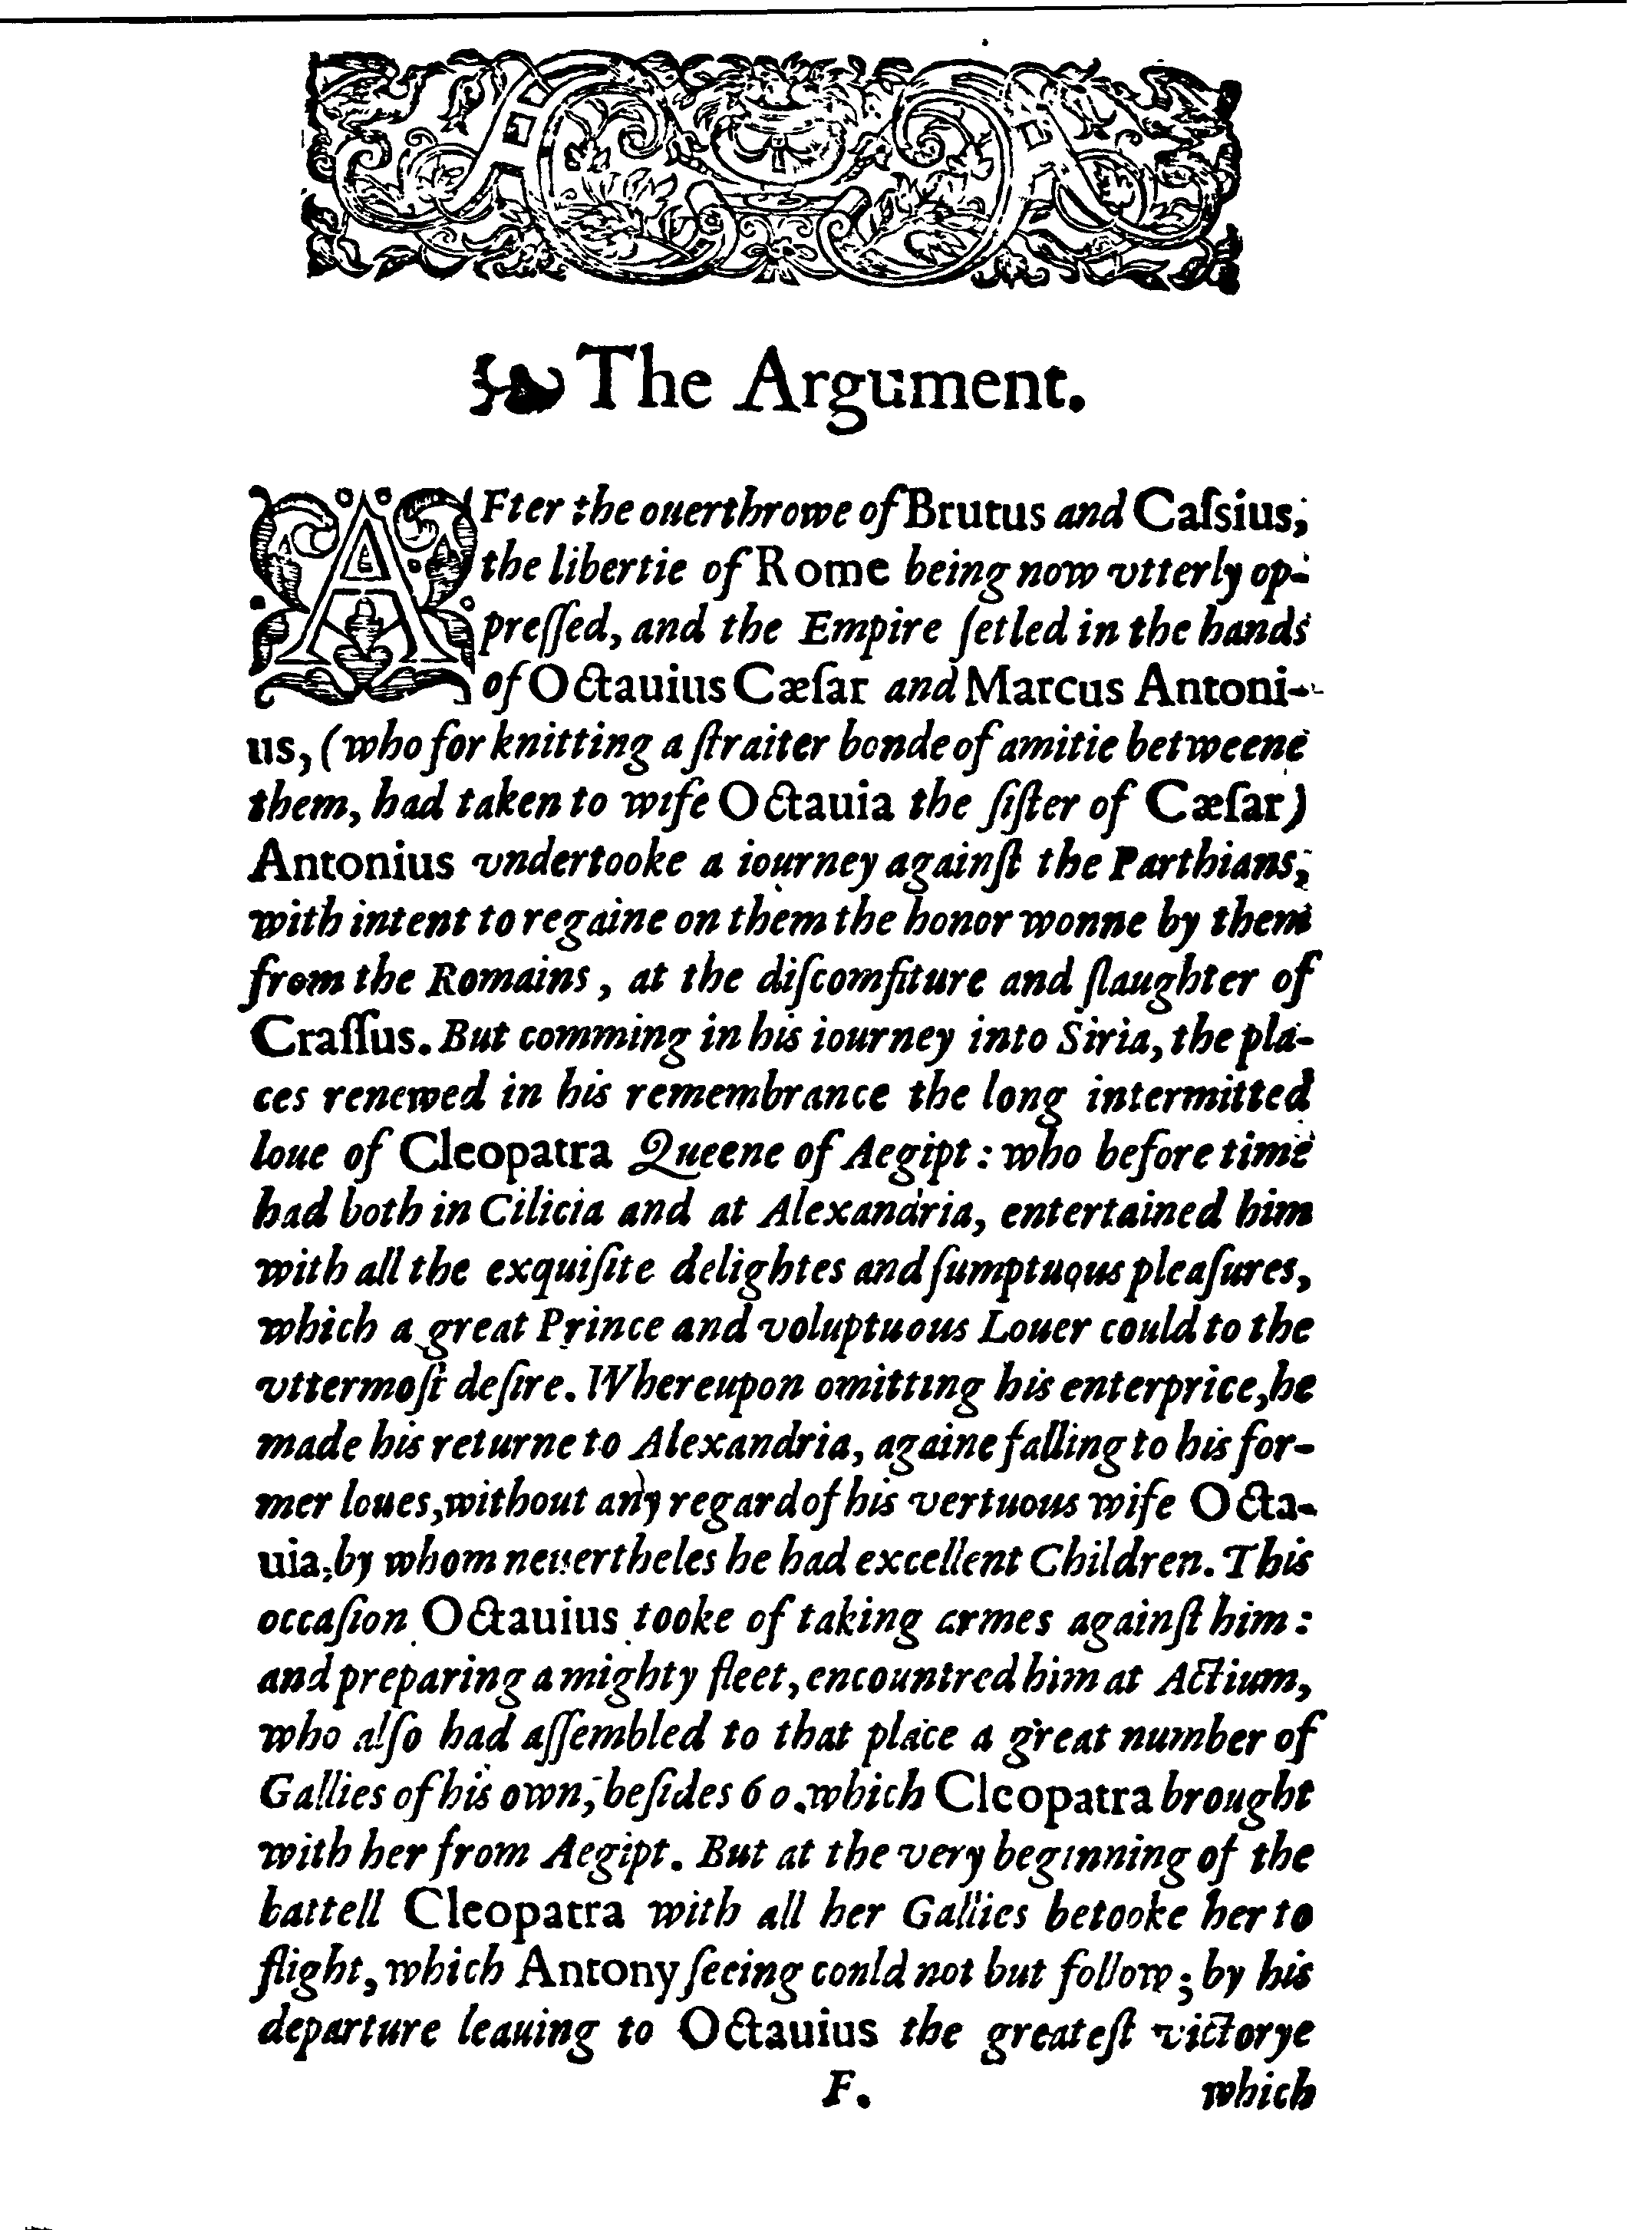 The Argument.
AFter the ouerthrowe of Brutus and Caſsius,
the libertie of Rome being now vtterly op-
preſſed, and the Empire ſetled in the hands
of Octauius Cæſar and Marcus Antoni-
us, (who for knitting a ſtraiter bonde of amitie betweene
them, had taken to wife Octauia the ſiſter of Cæſar)
Antonius vndertooke a iourney againſt the Parthians,
with intent to regaine on them the honor wonne by them
from the Romains, at the diſcomfiture and ſlaughter of
Craſſus. But comming in his iourney into Siria, the pla-
ces renewed in his remembrance the long intermitted
loue of Cleopatra Queene of Aegipt: who before time
had both in Cilicia and at Alexandria, entertained him
with all the exquiſite delightes and ſumptuous pleaſures,
which a great Prince and voluptuous Louer could to the
vttermoſt deſire. Whereupon omitting his enterprice, he
made his returne to Alexandria, againe falling to his for-
mer loues, without any regard of his vertuous wife Octa-
uia, by whom neuertheles he had excellent Children. This
occaſion Octauius tooke of taking armes againſt him:
and preparing a mighty fleet, encountred him at Actium,
who alſo had aſſembled to that place a great number of
Gallies of his own, beſides 60. which Cleopatra brought
with her from Aegipt. But at the very beginning of the
battell Cleopatra with all her Gallies betooke her to
flight, which Antony ſeeing could not but follow; by his
departure leauing to Octauius the greateſt victorye
F. which